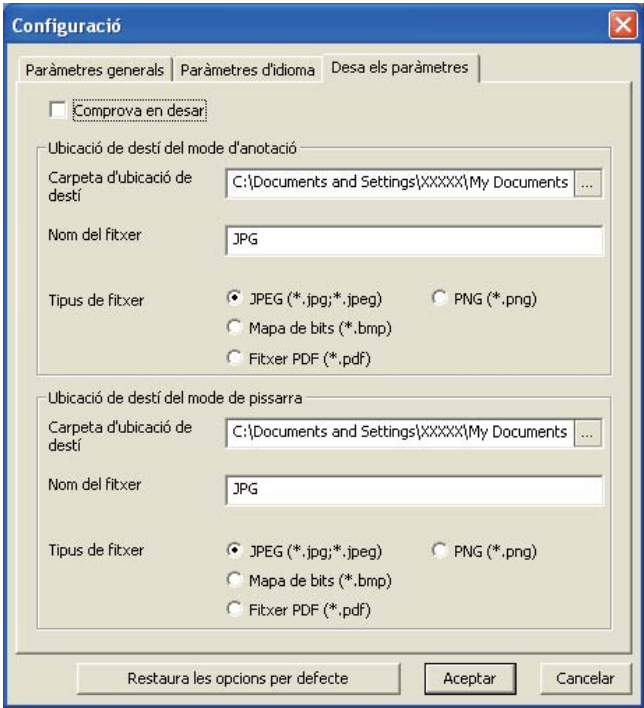 Configuració
Paràmetres generals Paràmetres d'idioma Desa els paràmetres
Comprova en desar
Ubicació de destí del mode d'anotació
Carpeta d'ubicació de
destí
C:\Documents and Settings\XXXXX\My Documents ...
Nom del fitxer JPG
Tipus de fitxer JPEG (*.jpg;*.jpeg) PNG (*.png)
Mapa de bits (*.bmp)
Fitxer PDF (*.pdf)
Ubicació de destí del mode de pissarra
Carpeta d'ubicació de
destí
C:\Documents and Settings\XXXXX\My Documents ...
Nom del fitxer JPG
Tipus de fitxer JPEG (*.jpg;*.jpeg) PNG (*.png)
Mapa de bits (*.bmp)
Fitxer PDF (*.pdf)
Restaura les opcions per defecte Aceptar Cancelar